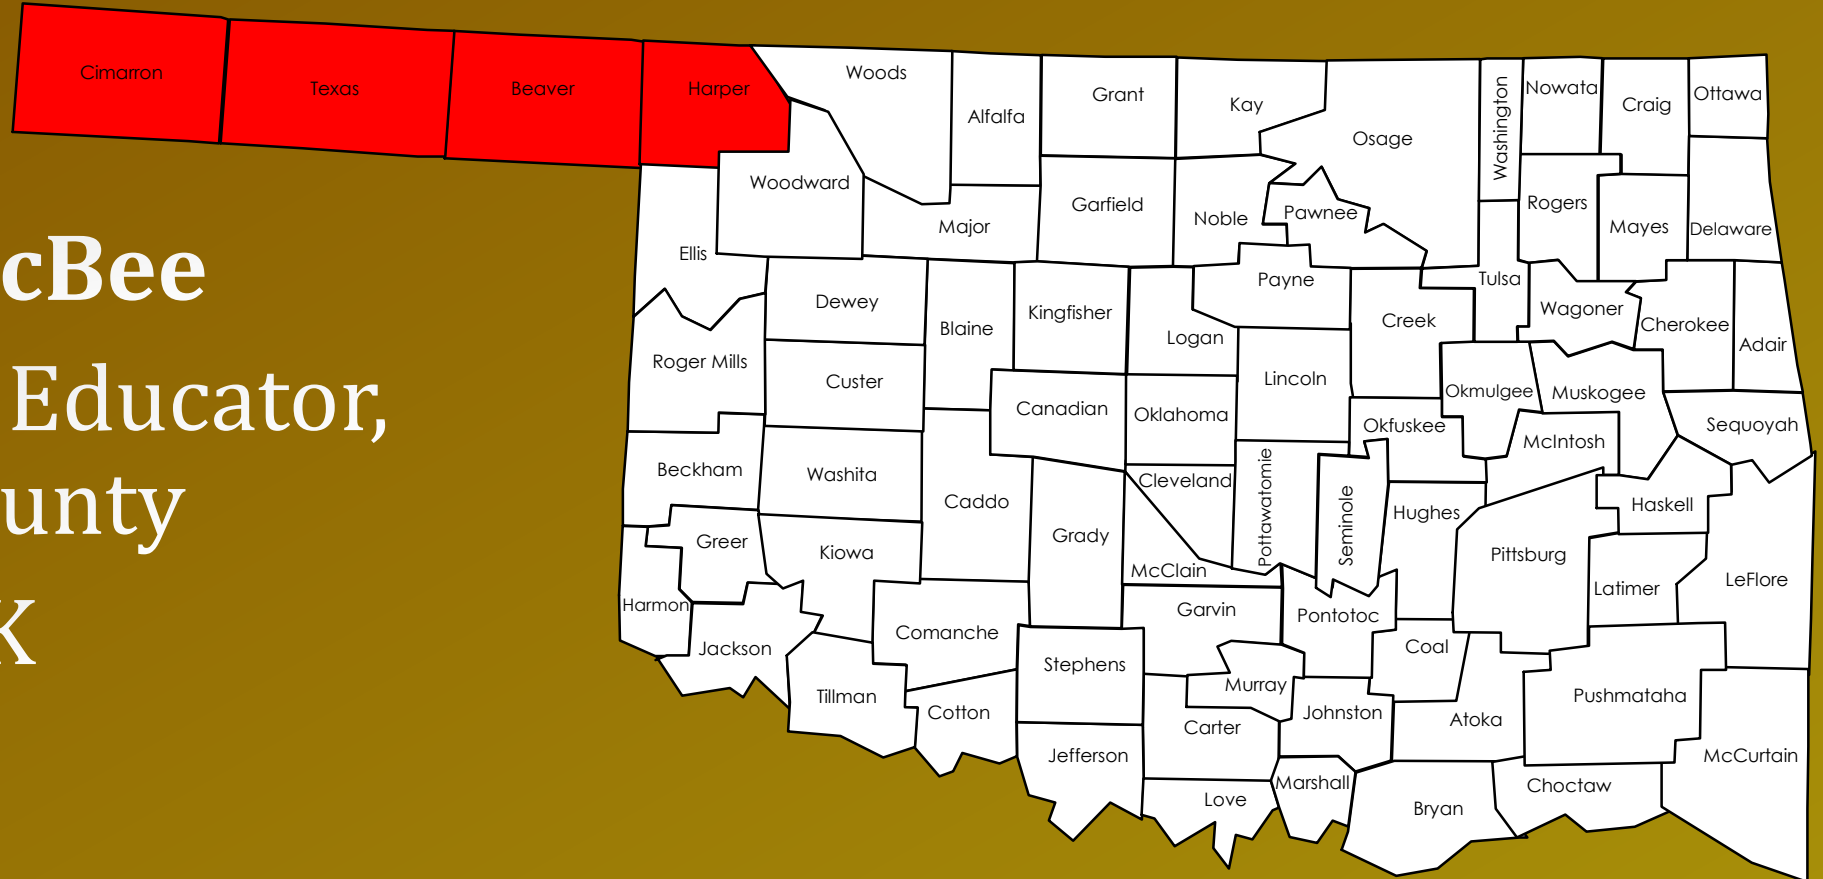 cBee
Educator,
unty
K
Cimarron
Texas
Beaver
Harper
Woods
Alfalfa
Grant
Kay
Osage
Washington
Nowata
Craig
Ottawa
Woodward
Major
Garfield
Noble
Pawnee
Rogers
Mayes
Delaware
Ellis
Dewey
Blaine
Kingfisher
Logan
Payne
Creek
Tulsa
Wagoner
Cherokee
Adair
Roger Mills
Custer
Canadian
Oklahoma
Lincoln
Okmulgee
Muskogee
Okfuskee
McIntosh
Sequoyah
Beckham
Washita
Caddo
Grady
Cleveland
Pottawatomie
Seminole
Hughes
Haskell
Greer
Kiowa
McClain
Pittsburg
Latimer
LeFlore
Harmon
Jackson
Comanche
Garvin
Pontotoc
Coal
Stephens
Murray
Tillman
Cotton
Carter
Johnston
Atoka
Pushmataha
Jefferson
Love
Marshall
Bryan
Choctaw
McCurtain